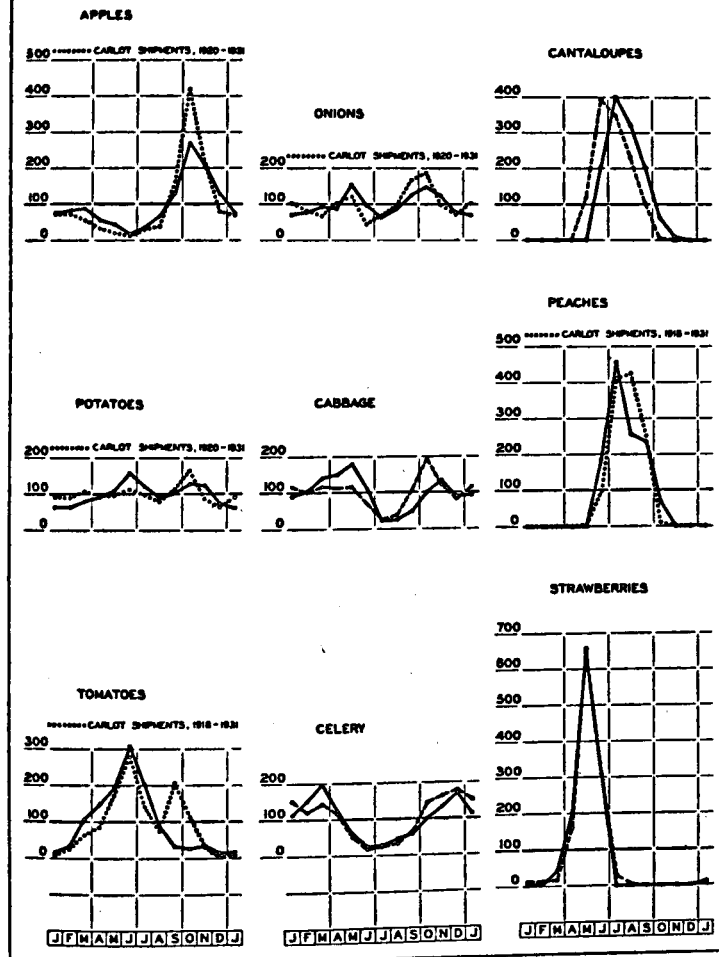 APPLES
CARLOT SHIPMENTS, 1920-1931
500
400
300
200
100
0
ONIONS
CARLOT SHIPMENTS, 1920-1931
200
100
0
CANTALOUPES
400
300
200
100
0
POTATOES
CARLOT SHIPMENTS, 1920-1931
200
100
0
CABBAGE
200
100
0
PEACHES
CARLOT SHIPMENTS, 1918-1931
500
400
300
200
100
0
TOMATOES
CARLOT SHIPMENTS, 1918-1931
300
200
100
0
CELERY
200
100
0
STRAWBERRIES
700
600
500
400
300
200
100
0
J F M A M J J A S O N D J
J F M A M J J A S O N D J
J F M A M J J A S O N D J